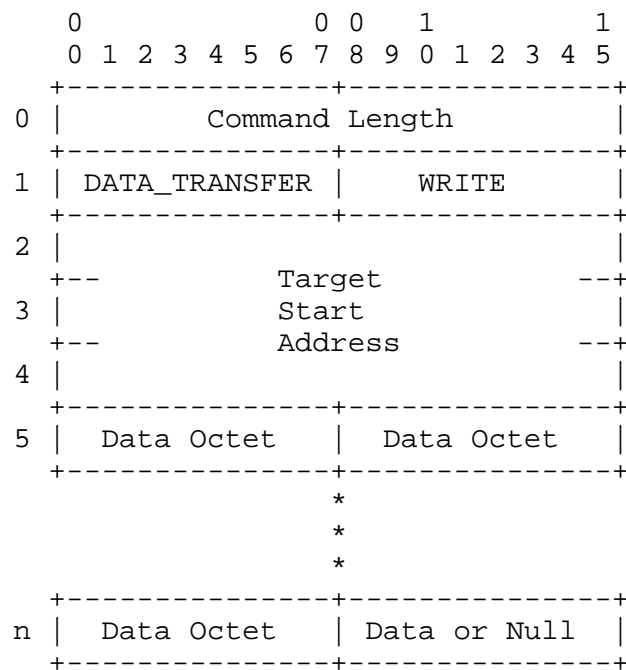 0             0 0   1         1
     0 1 2 3 4 5 6 7 8 9 0 1 2 3 4 5
    +---------------+---------------+
0   |        Command Length         |
    +---------------+---------------+
1   | DATA_TRANSFER |    WRITE      |
    +---------------+---------------+
2   |                               |
    +--          Target           --+
3   |            Start              |
    +--          Address          --+
4   |                               |
    +---------------+---------------+
5   |  Data Octet   |  Data Octet   |
    +---------------+---------------+
                    *
                    *
                    *
    +---------------+---------------+
n   |  Data Octet   | Data or Null  |
    +---------------+---------------+